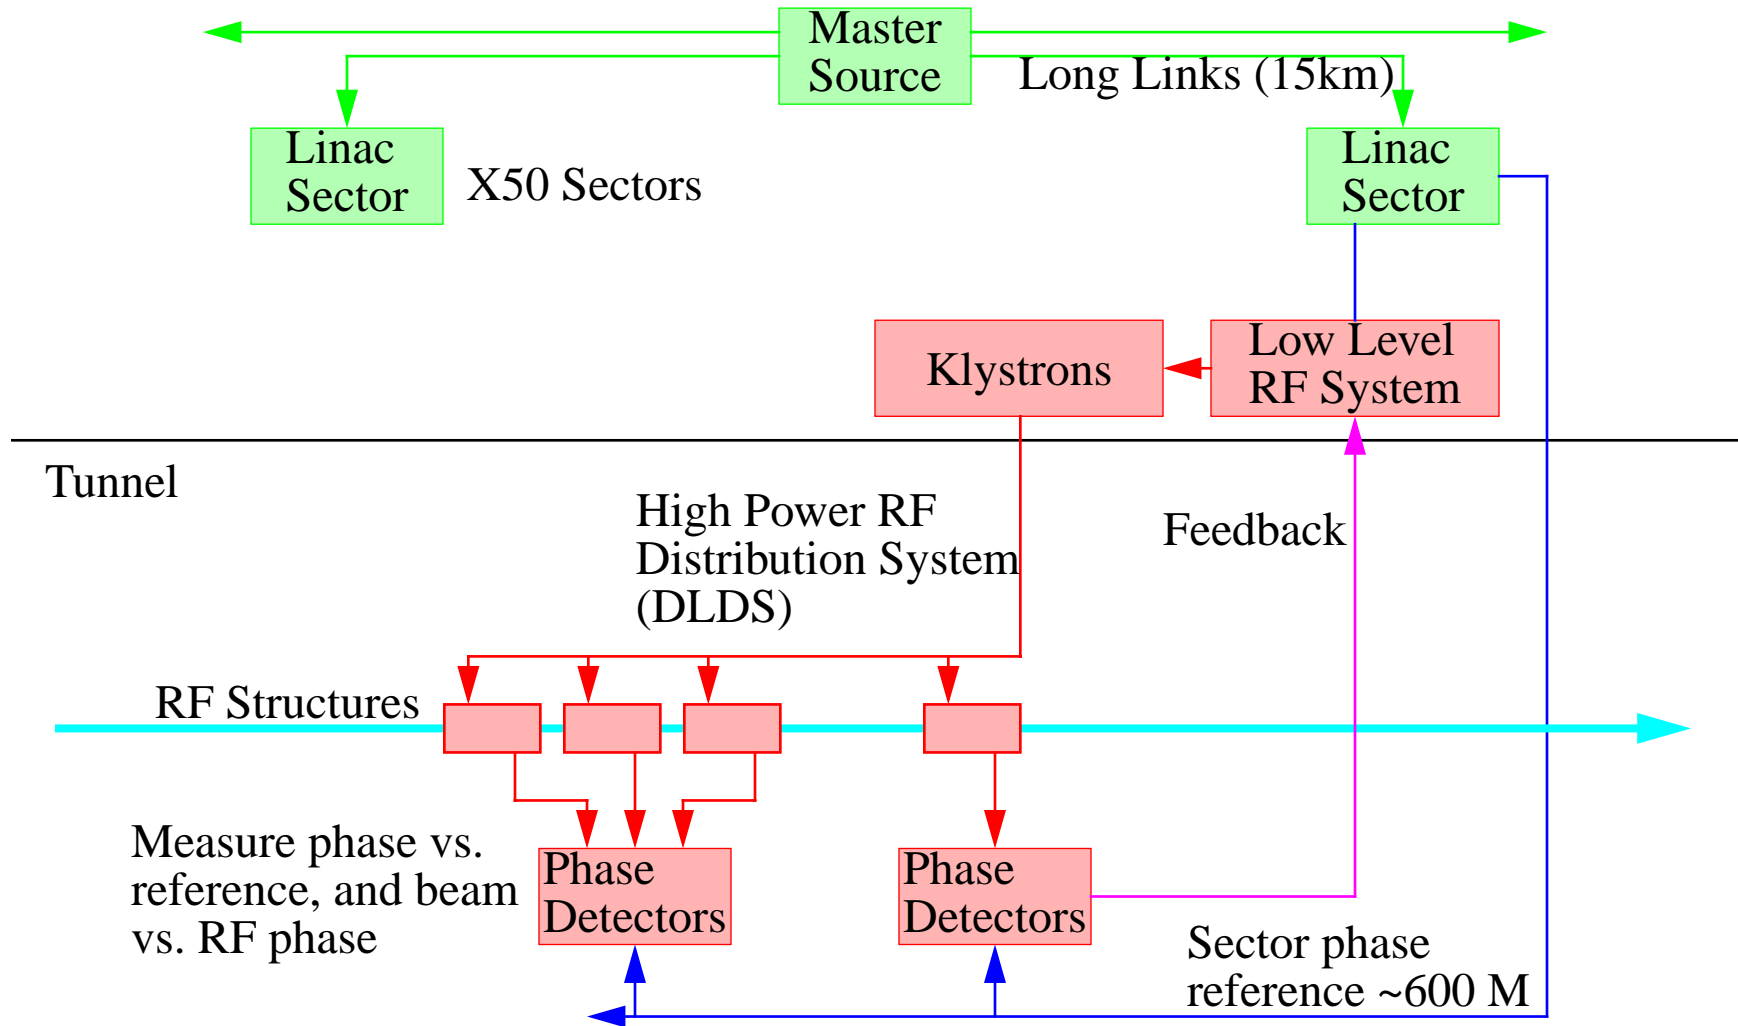 Master
Source
Long Links (15km)
Linac
Sector
X50 Sectors
Linac
Sector
Klystrons
Low Level
RF System
Tunnel
High Power RF
Distribution System
(DLDS)
Feedback
RF Structures
Measure phase vs.
reference, and beam
vs. RF phase
Phase
Detectors
Phase
Detectors
Sector phase
reference ~600 M